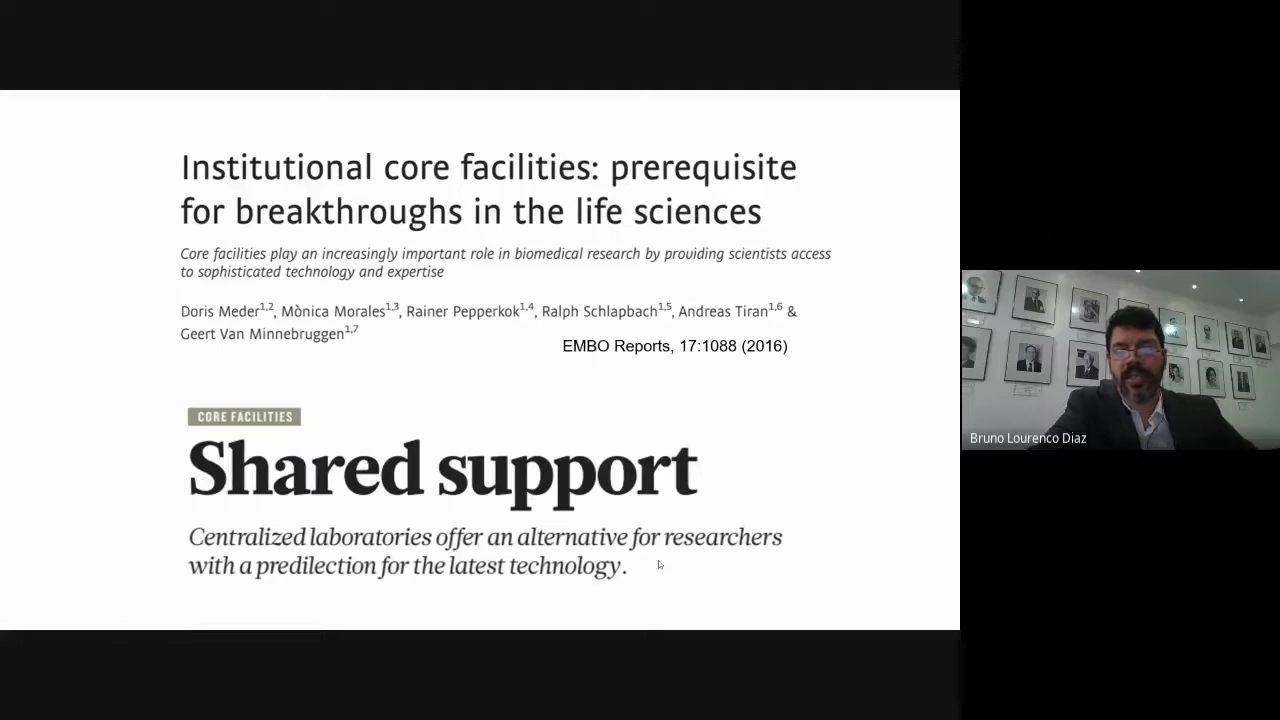 Institutional core facilities: prerequisite
for breakthroughs in the life sciences
Core facilities play an increasingly important role in biomedical research by providing scientists access
to sophisticated technology and expertise
Doris Meder1,2, Mònica Morales1,3, Rainer Pepperkok1,4, Ralph Schlapbach1,5, Andreas Tiran1,6 &
Geert Van Minnebruggen1,7
EMBO Reports, 17:1088 (2016)
CORE FACILITIES
Shared support
Centralized laboratories offer an alternative for researchers
with a predilection for the latest technology.
Bruno Lourenco Diaz